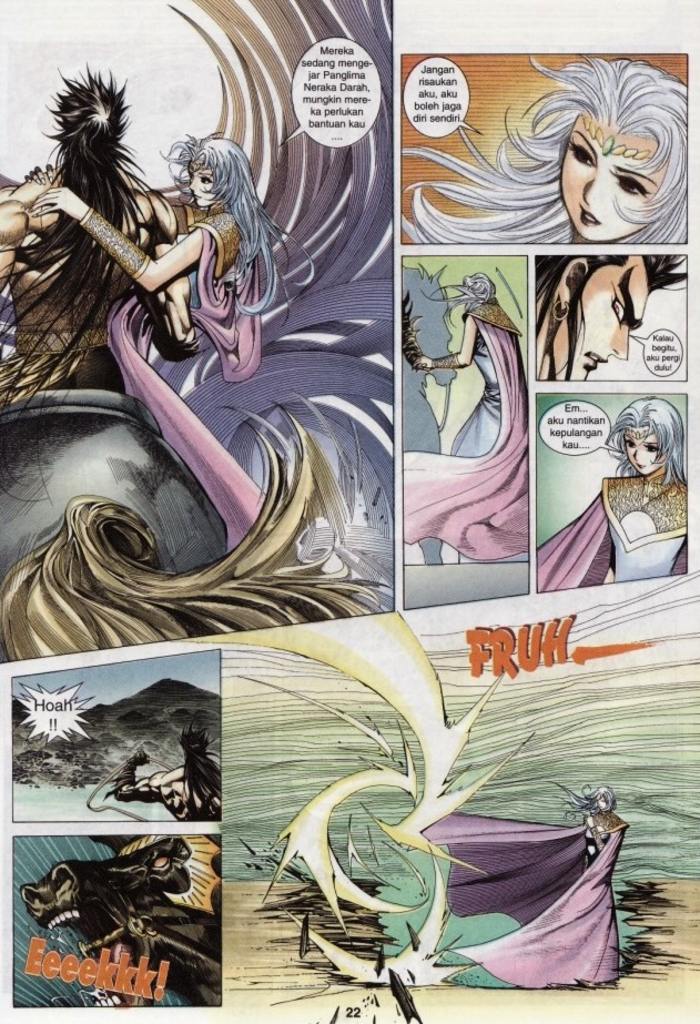 Mereka
sedang menge-
jar Panglima
Neraka Darah,
mungkin mere-
ka perlukan
bantuan kau
....
Jangan
risaukan
aku, aku
boleh jaga
diri sendiri.
Kalau
begitu,
aku pergi
dulu!
Em...
aku nantikan
kepulangan
kau....
FRUH
Hoah
!!
Eeeekkk!
22